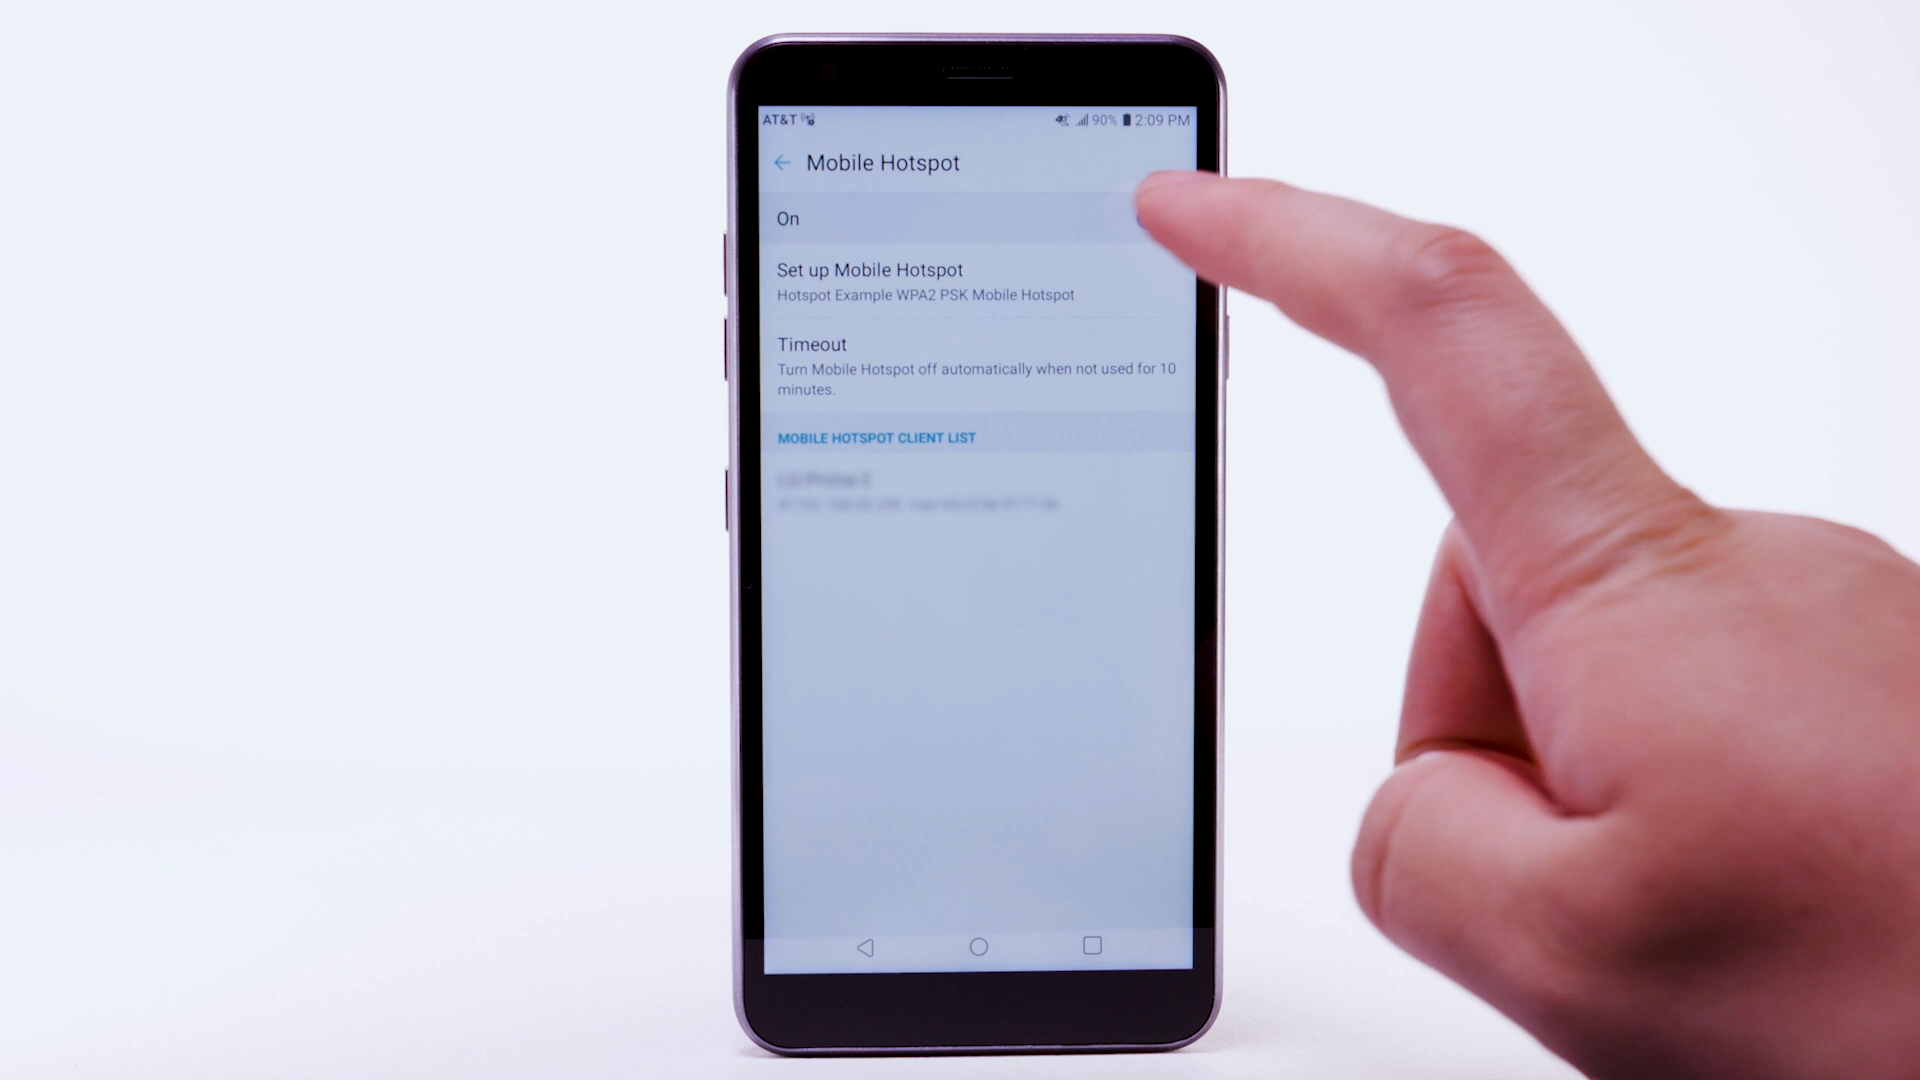 AT&T 90% 2:09 PM
Mobile Hotspot
On
Set up Mobile Hotspot
Hotspot Example WPA2 PSK Mobile Hotspot
Timeout
Turn Mobile Hotspot off automatically when not used for 10
minutes.
MOBILE HOTSPOT CLIENT LIST